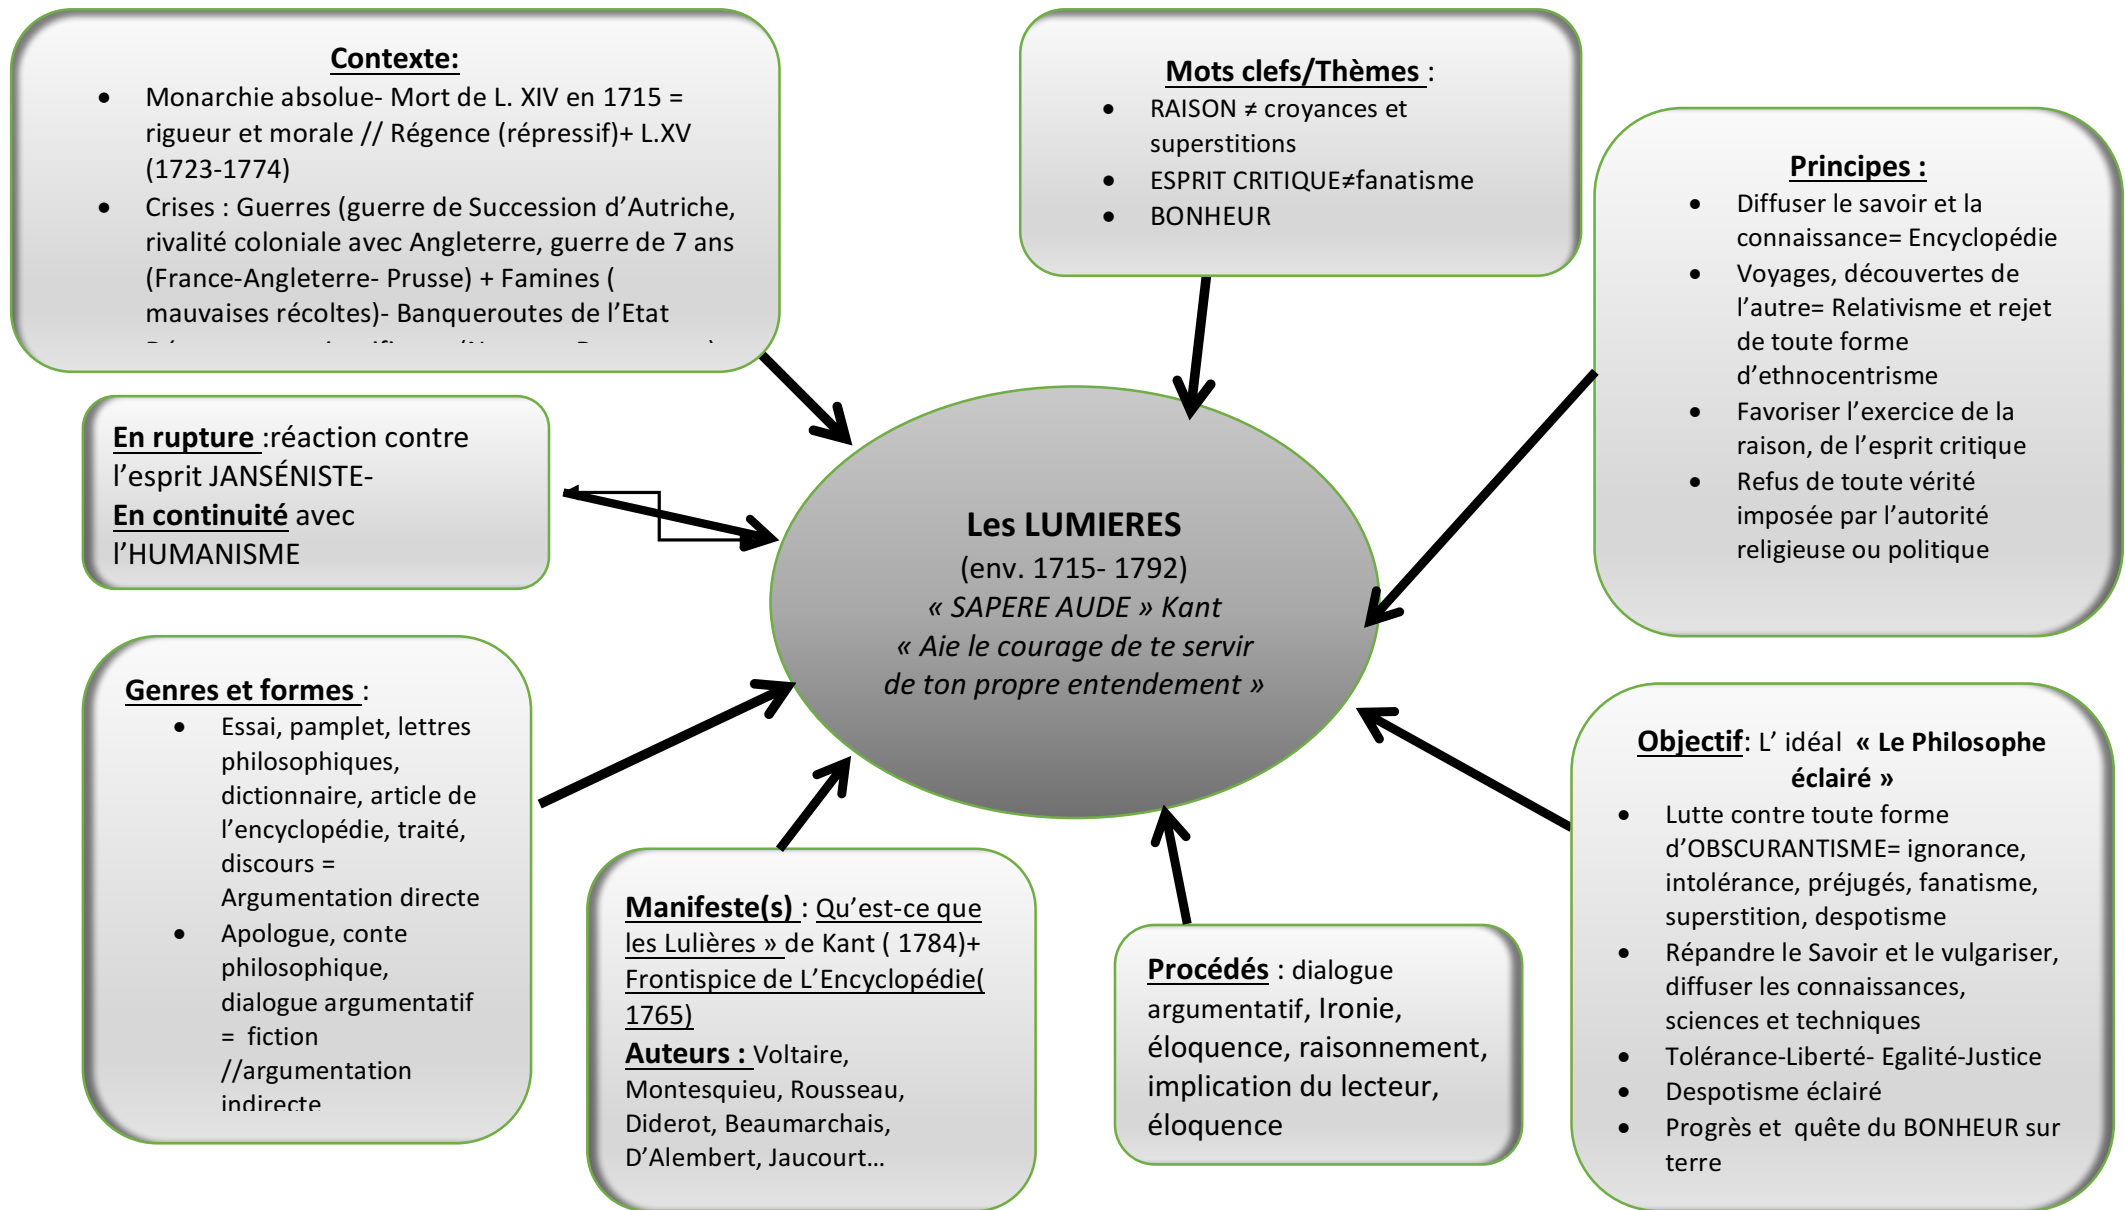 Contexte:
• Monarchie absolue- Mort de L. XIV en 1715 =
rigueur et morale // Régence (répressif)+ L.XV
(1723-1774)
• Crises : Guerres (guerre de Succession d’Autriche,
rivalité coloniale avec Angleterre, guerre de 7 ans
(France-Angleterre- Prusse) + Famines (
mauvaises récoltes)- Banqueroutes de l’Etat
Mots clefs/Thèmes :
• RAISON ≠ croyances et
superstitions
• ESPRIT CRITIQUE≠fanatisme
• BONHEUR
Principes :
• Diffuser le savoir et la
connaissance= Encyclopédie
• Voyages, découvertes de
l’autre= Relativisme et rejet
de toute forme
d’ethnocentrisme
• Favoriser l’exercice de la
raison, de l’esprit critique
• Refus de toute vérité
imposée par l’autorité
religieuse ou politique
En rupture :réaction contre
l’esprit JANSÉNISTE-
En continuité avec
l’HUMANISME
Les LUMIERES
(env. 1715- 1792)
« SAPERE AUDE » Kant
« Aie le courage de te servir
de ton propre entendement »
Genres et formes :
• Essai, pamplet, lettres
philosophiques,
dictionnaire, article de
l’encyclopédie, traité,
discours =
Argumentation directe
• Apologue, conte
philosophique,
dialogue argumentatif
= fiction
//argumentation
indirecte
Manifeste(s) : Qu’est-ce que
les Lulières » de Kant ( 1784)+
Frontispice de L’Encyclopédie(
1765)
Auteurs : Voltaire,
Montesquieu, Rousseau,
Diderot, Beaumarchais,
D’Alembert, Jaucourt…
Procédés : dialogue
argumentatif, Ironie,
éloquence, raisonnement,
implication du lecteur,
éloquence
Objectif: L’ idéal « Le Philosophe
éclairé »
• Lutte contre toute forme
d’OBSCURANTISME= ignorance,
intolérance, préjugés, fanatisme,
superstition, despotisme
• Répandre le Savoir et le vulgariser,
diffuser les connaissances,
sciences et techniques
• Tolérance-Liberté- Egalité-Justice
• Despotisme éclairé
• Progrès et quête du BONHEUR sur
terre